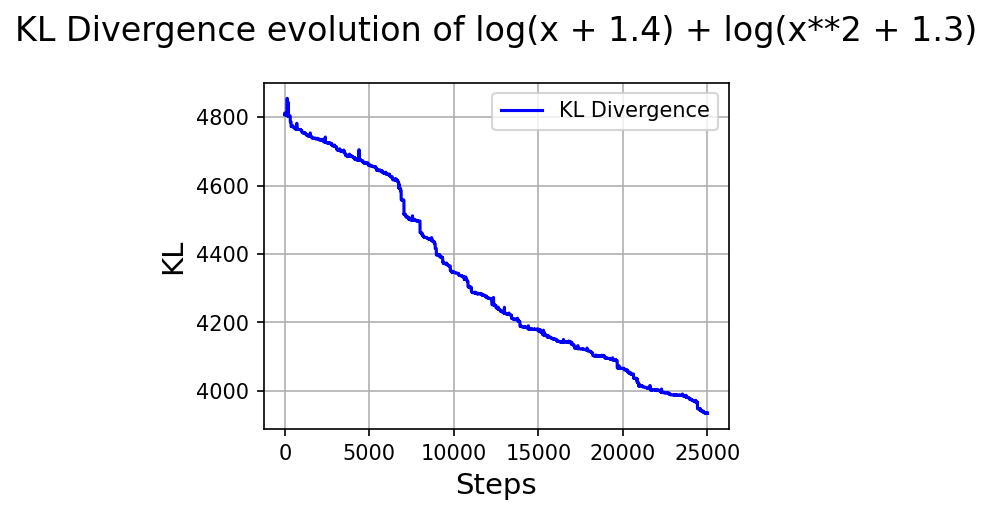 KL Divergence evolution of log(x + 1.4) + log(x**2 + 1.3)
KL Divergence
4800
4600
4400
4200
4000
KL
0 5000 10000 15000 20000 25000
Steps